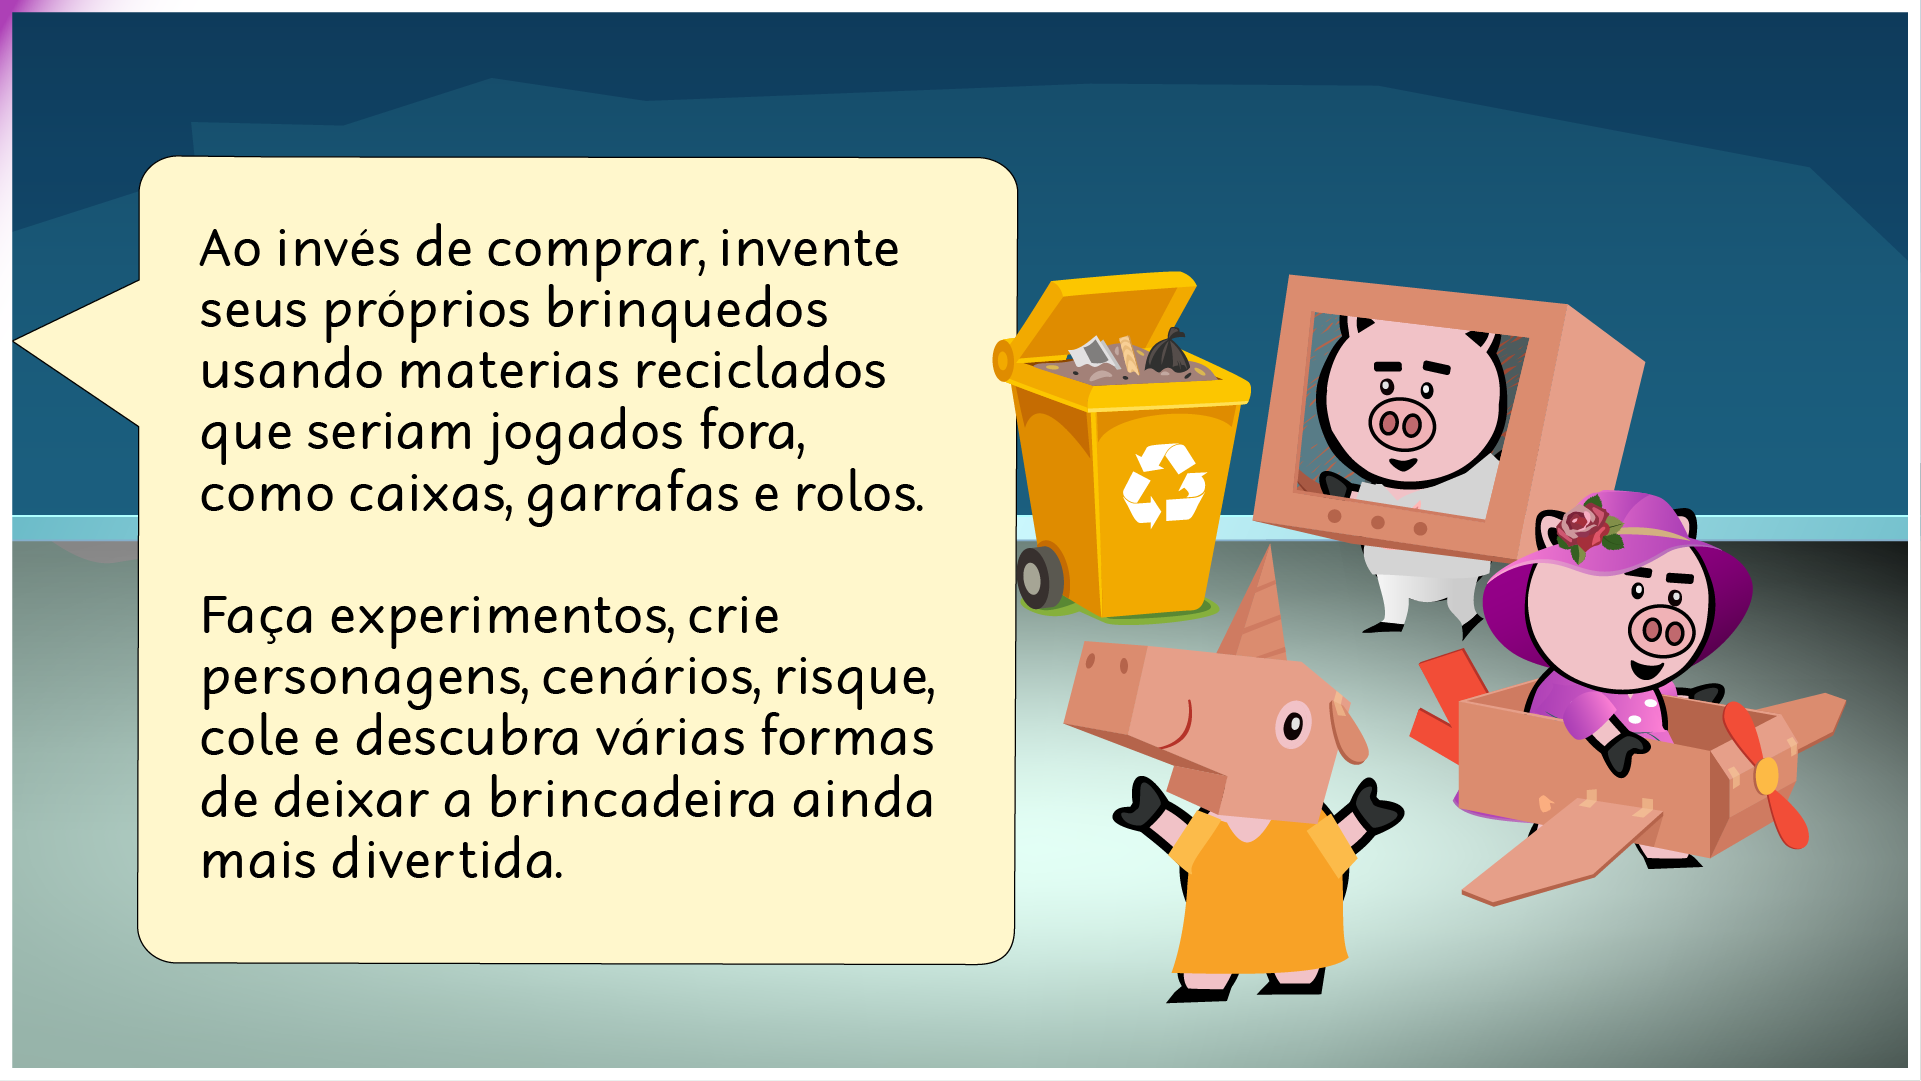 Ao invés de comprar, invente
seus próprios brinquedos
usando materias reciclados
que seriam jogados fora,
como caixas, garrafas e rolos.
Faça experimentos, crie
personagens, cenários, risque,
cole e descubra várias formas
de deixar a brincadeira ainda
mais divertida.